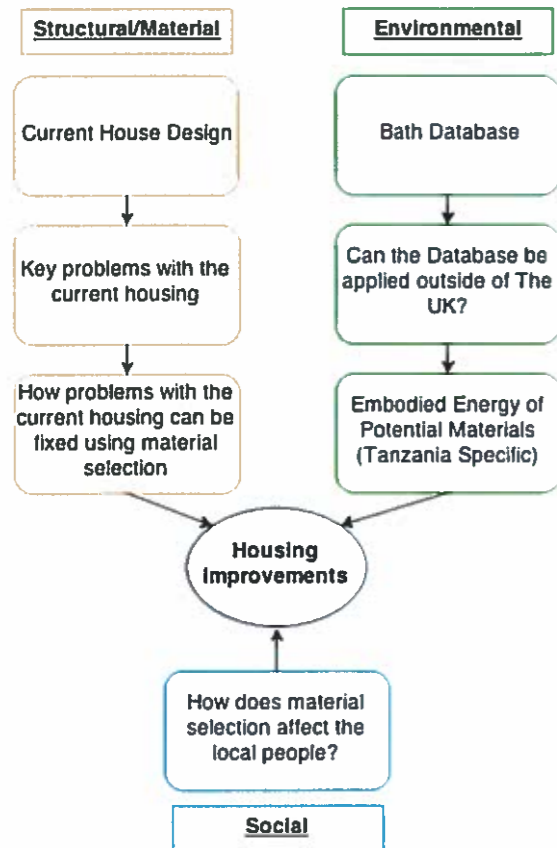 Structural/Material
Current House Design
Key problems with the
current housing
How problems with the
current housing can be
fixed using material
selection
Environmental
Bath Database
Can the Database be
applied outside of The
UK?
Embodied Energy of
Potential Materials
(Tanzania Specific)
Housing
Improvements
How does material
selection affect the
local people?
Social